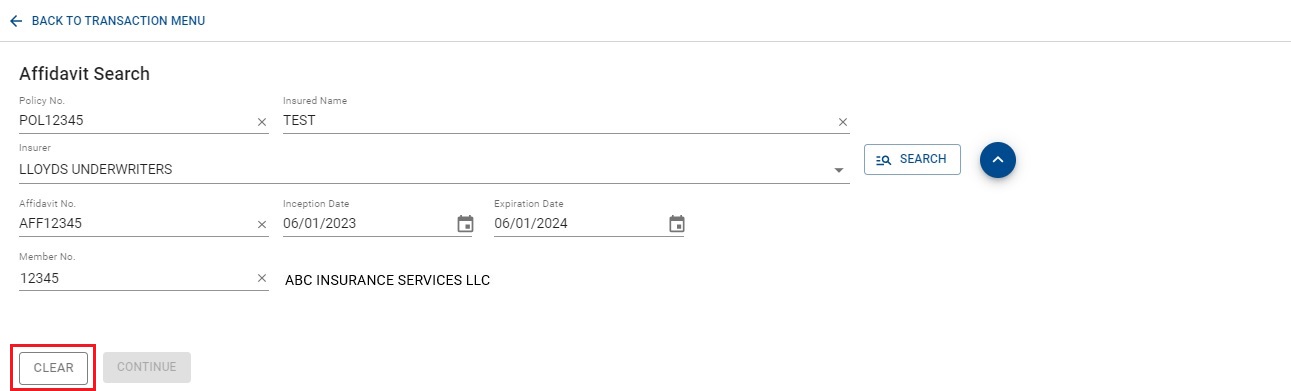 BACK TO TRANSACTION MENU
Affidavit Search
Policy No.
POL12345
Insured Name
TEST
Insurer
LLOYDS UNDERWRITERS
SEARCH
Affidavit No.
AFF12345
Inception Date
06/01/2023
Expiration Date
06/01/2024
Member No.
12345
ABC INSURANCE SERVICES LLC
CLEAR
CONTINUE